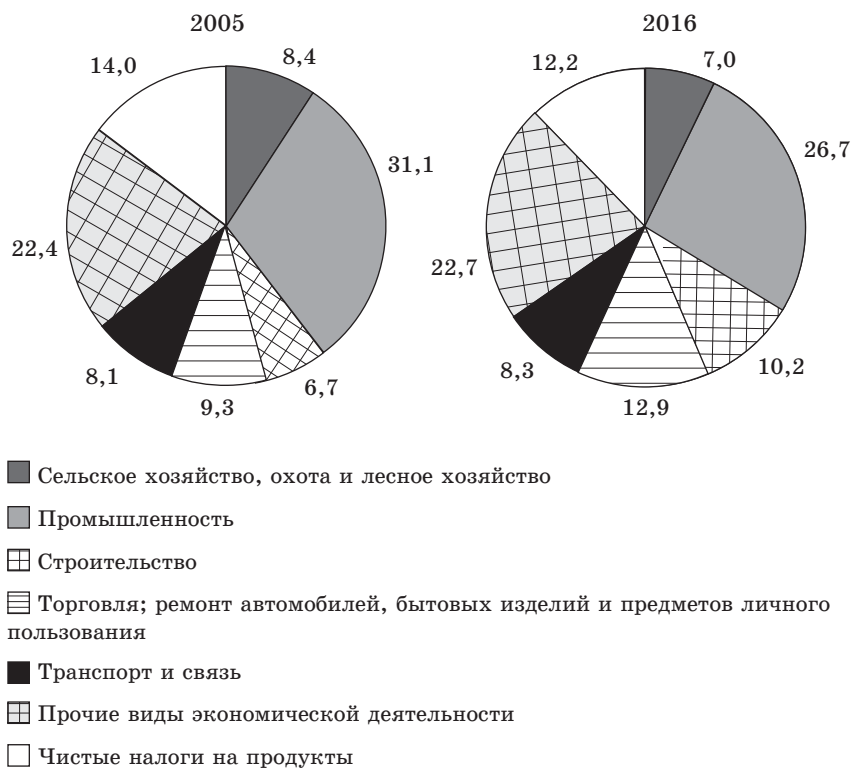 2005
2016
14,0
8,4
31,1
22,4
8,1
9,3
6,7
12,2
7,0
26,7
22,7
8,3
12,9
10,2
Сельское хозяйство, охота и лесное хозяйство
Промышленность
Строительство
Торговля; ремонт автомобилей, бытовых изделий и предметов личного
пользования
Транспорт и связь
Прочие виды экономической деятельности
Чистые налоги на продукты